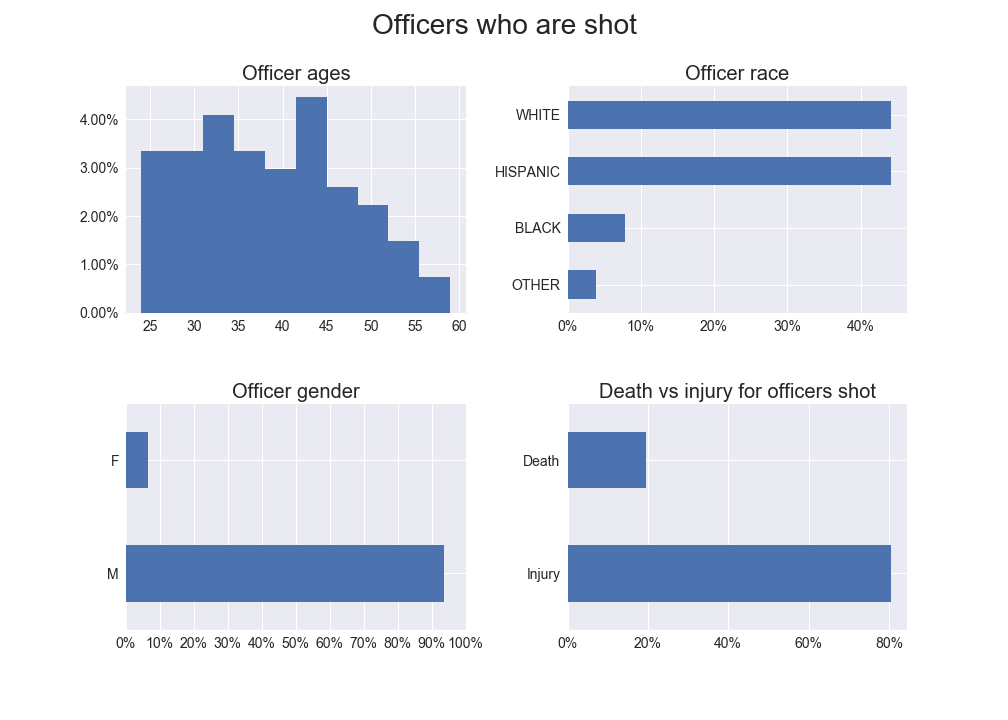 Officers who are shot
Officer ages
4.00%
3.00%
2.00%
1.00%
0.00%
25 30 35 40 45 50 55 60
Officer race
WHITE
HISPANIC
BLACK
OTHER
0% 10% 20% 30% 40%
Officer gender
F
M
0% 10% 20% 30% 40% 50% 60% 70% 80% 90% 100%
Death vs injury for officers shot
Death
Injury
0% 20% 40% 60% 80%